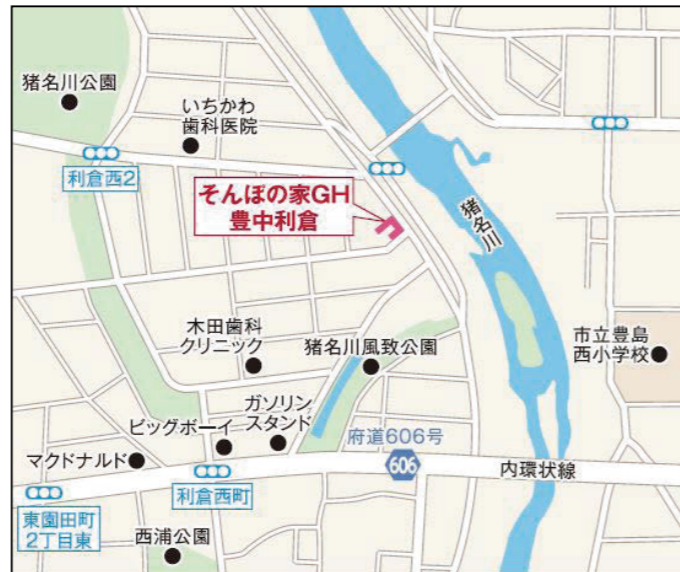 猪名川公園
いちかわ
歯科医院
利倉西2
そんぽの家GH
豊中利倉
猪名川
木田歯科
クリニック
猪名川風致公園
市立豊島
西小学校
ガソリン
スタンド
ビッグボーイ
府道606号
606
マクドナルド
内環状線
利倉西町
東園田町
2丁目東
西浦公園